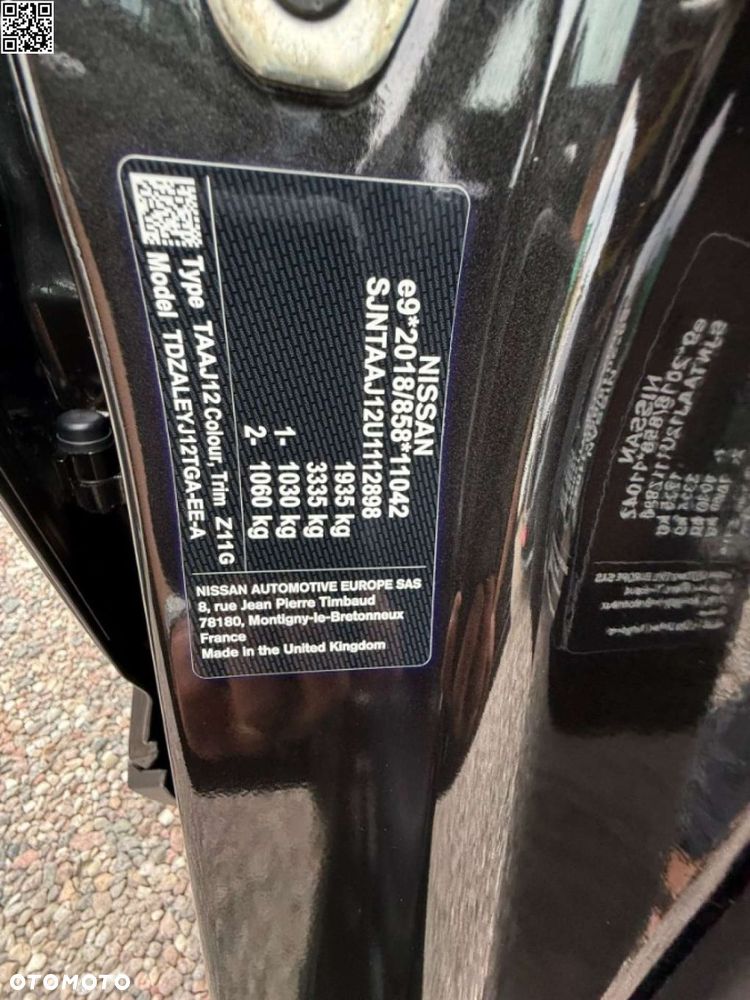 NISSAN
e9*2018/858*11042
SJNTAAJ12U1112898
1935 kg
3335 kg
1- 1030 kg
2- 1060 kg
Type TAAJ12 Colour, Trim Z11G
Model TDZALEYJ12TGA-EE-A
NISSAN AUTOMOTIVE EUROPE SAS
8, rue Jean Pierre Timbaud
78180, Montigny-le-Bretonneux
France
Made in the United Kingdom
OTOMOTO